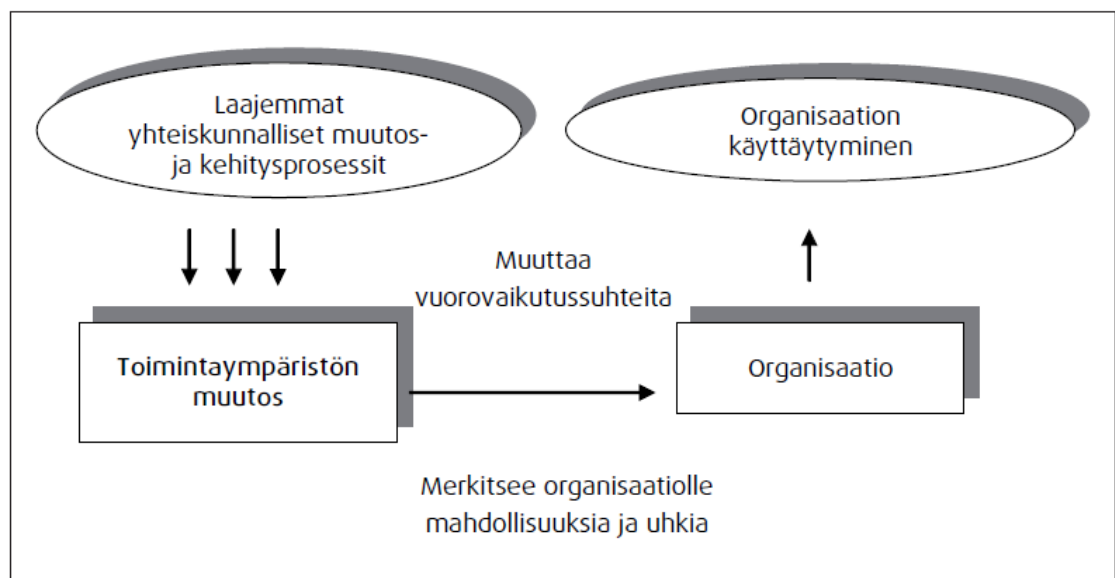 Laajemmat
yhteiskunnalliset muutos-
ja kehitysprosessit
Organisaation
käyttäytyminen
Muuttaa
vuorovaikutussuhteita
Toimintaympäristön
muutos
Organisaatio
Merkitsee organisaatiolle
mahdollisuuksia ja uhkia